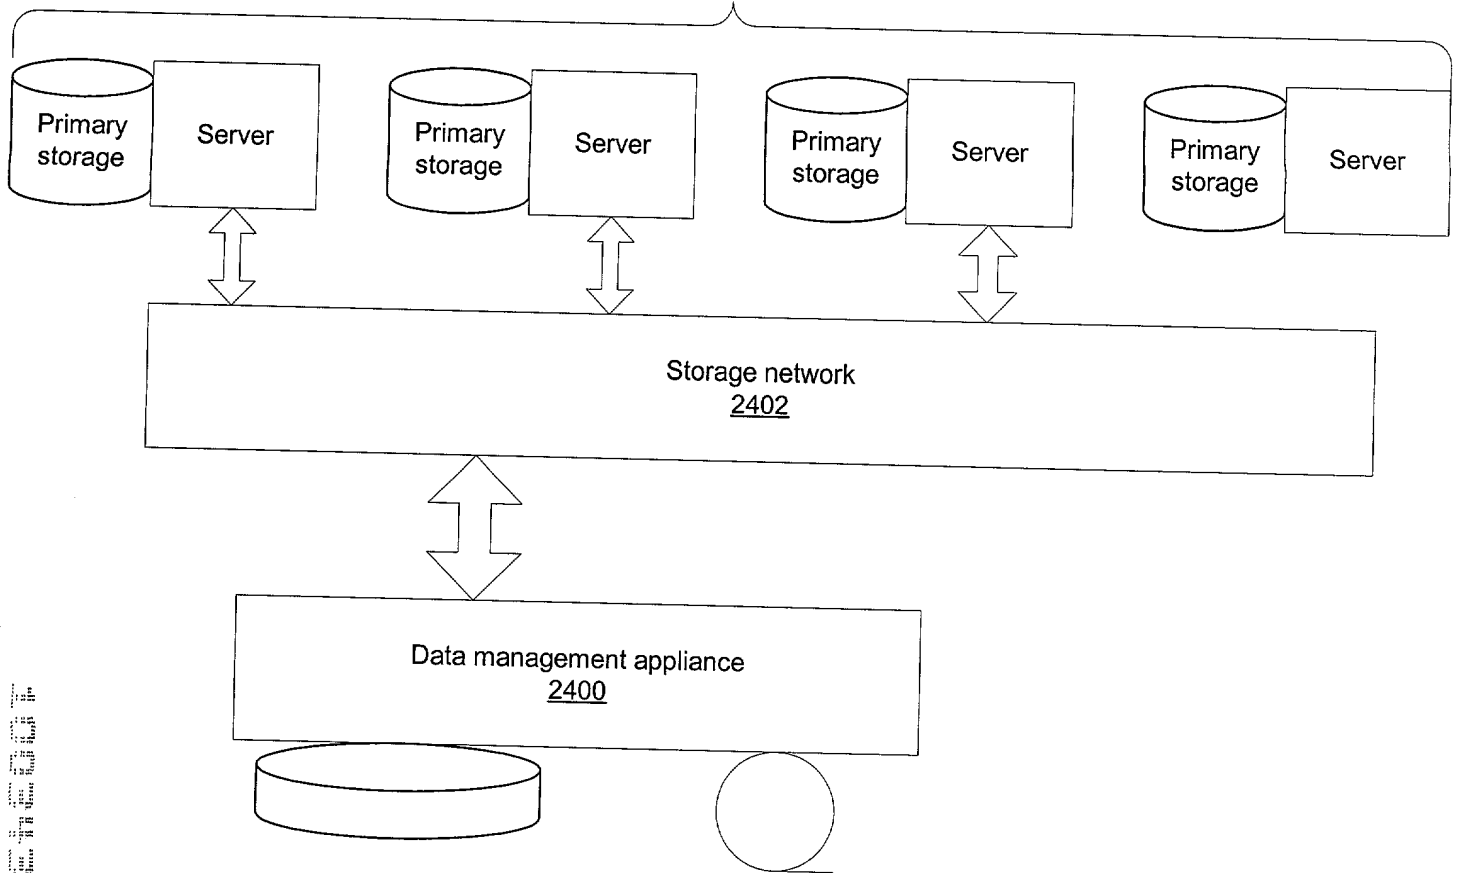 Primary
storage
Server
Primary
storage
Server
Primary
storage
Server
Primary
storage
Server
Storage network
2402
Data management appliance
2400